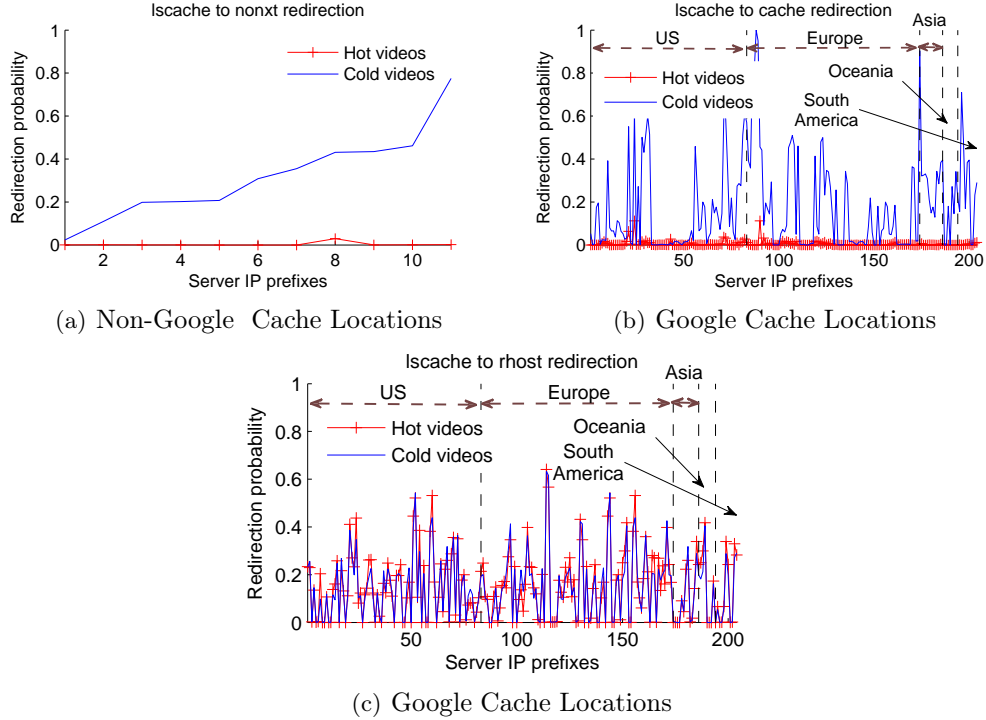 lscache to nonxt redirection
1
0.8
0.6
0.4
0.2
0
Redirection probability
Hot videos
Cold videos
2 4 6 8 10
Server IP prefixes
(a) Non-Google Cache Locations
lscache to cache redirection
1
0.8
0.6
0.4
0.2
0
Redirection probability
US
Europe
Asia
Oceania
South
America
Hot videos
Cold videos
50 100 150 200
Server IP prefixes
(b) Google Cache Locations
lscache to rhost redirection
1
0.8
0.6
0.4
0.2
0
Redirection probability
US
Europe
Asia
Oceania
South
America
Hot videos
Cold videos
50 100 150 200
Server IP prefixes
(c) Google Cache Locations